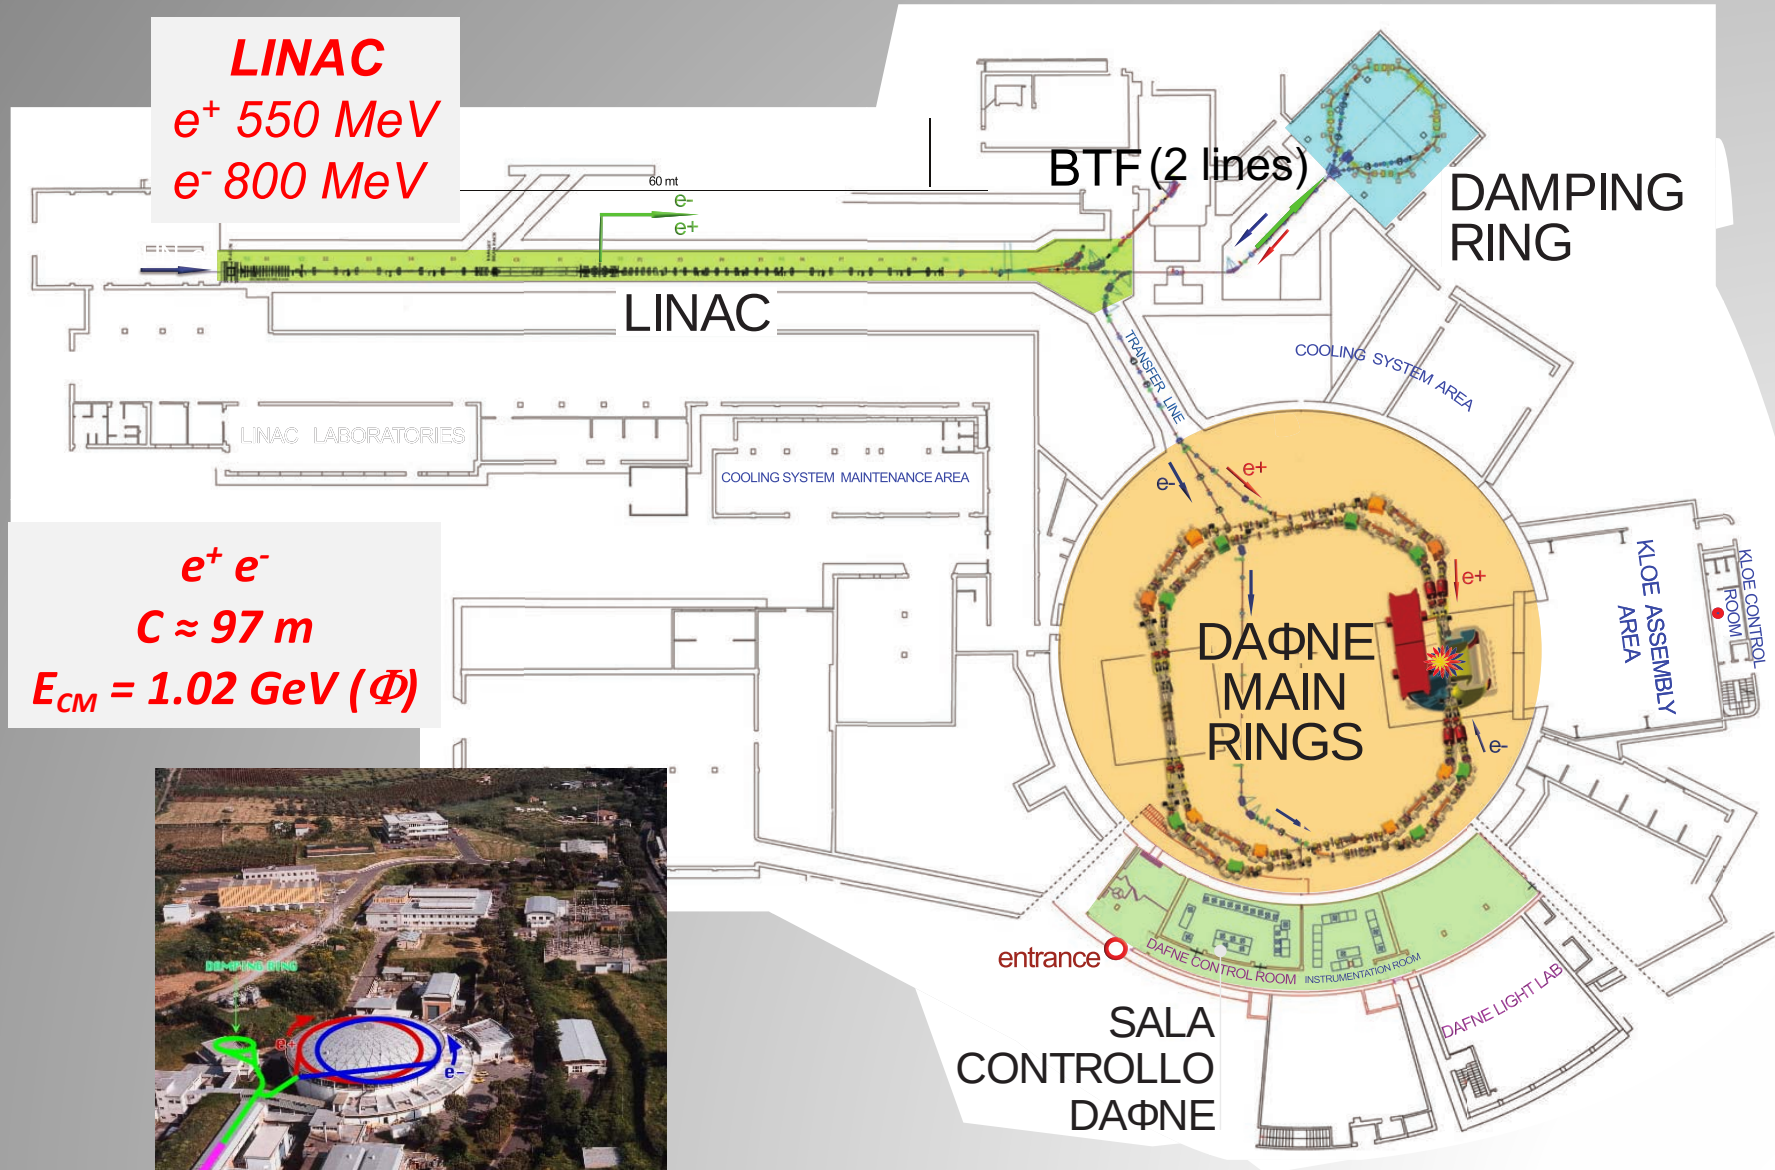 LINAC
e+ 550 MeV
e- 800 MeV
60 mt
e-
e+
BTF (2 lines)
DAMPING
RING
LINAC
TRANSFER LINE
COOLING SYSTEM AREA
LINAC LABORATORIES
COOLING SYSTEM MAINTENANCE AREA
e-
e+
e+ e-
C ≈ 97 m
ECM = 1.02 GeV (Φ)
e+
DAΦNE
MAIN
RINGS
e-
KLOE ASSEMBLY
AREA
KLOE CONTROL
ROOM
entrance
DAFNE CONTROL ROOM
INSTRUMENTATION ROOM
DAFNE LIGHT LAB
SALA
CONTROLLO
DAΦNE
DEMPING RING
e+
e-